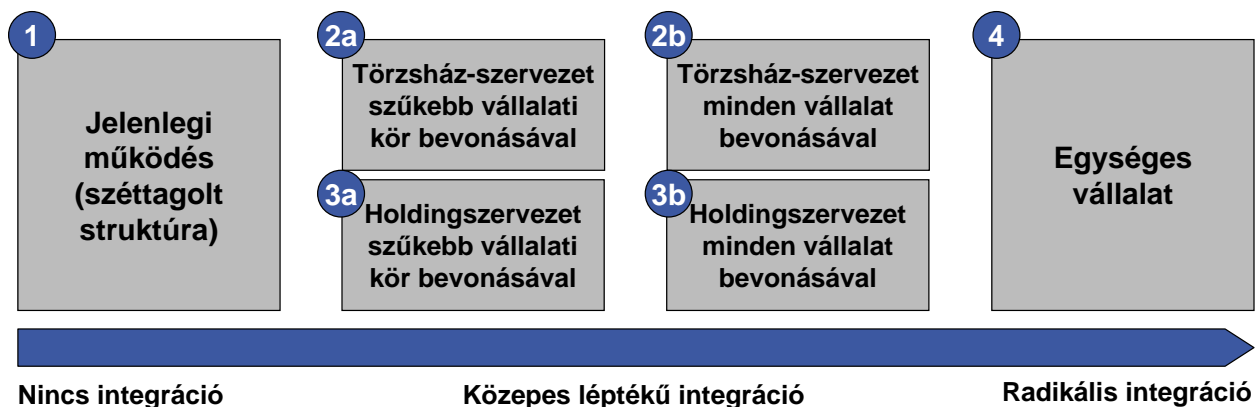 1
Jelenlegi
működés
(széttagolt
struktúra)
2a
Törzsház-szervezet
szűkebb vállalati
kör bevonásával
3a
Holdingszervezet
szűkebb vállalati
kör bevonásával
2b
Törzsház-szervezet
minden vállalat
bevonásával
3b
Holdingszervezet
minden vállalat
bevonásával
4
Egységes
vállalat
Nincs integráció
Közepes léptékű integráció
Radikális integráció